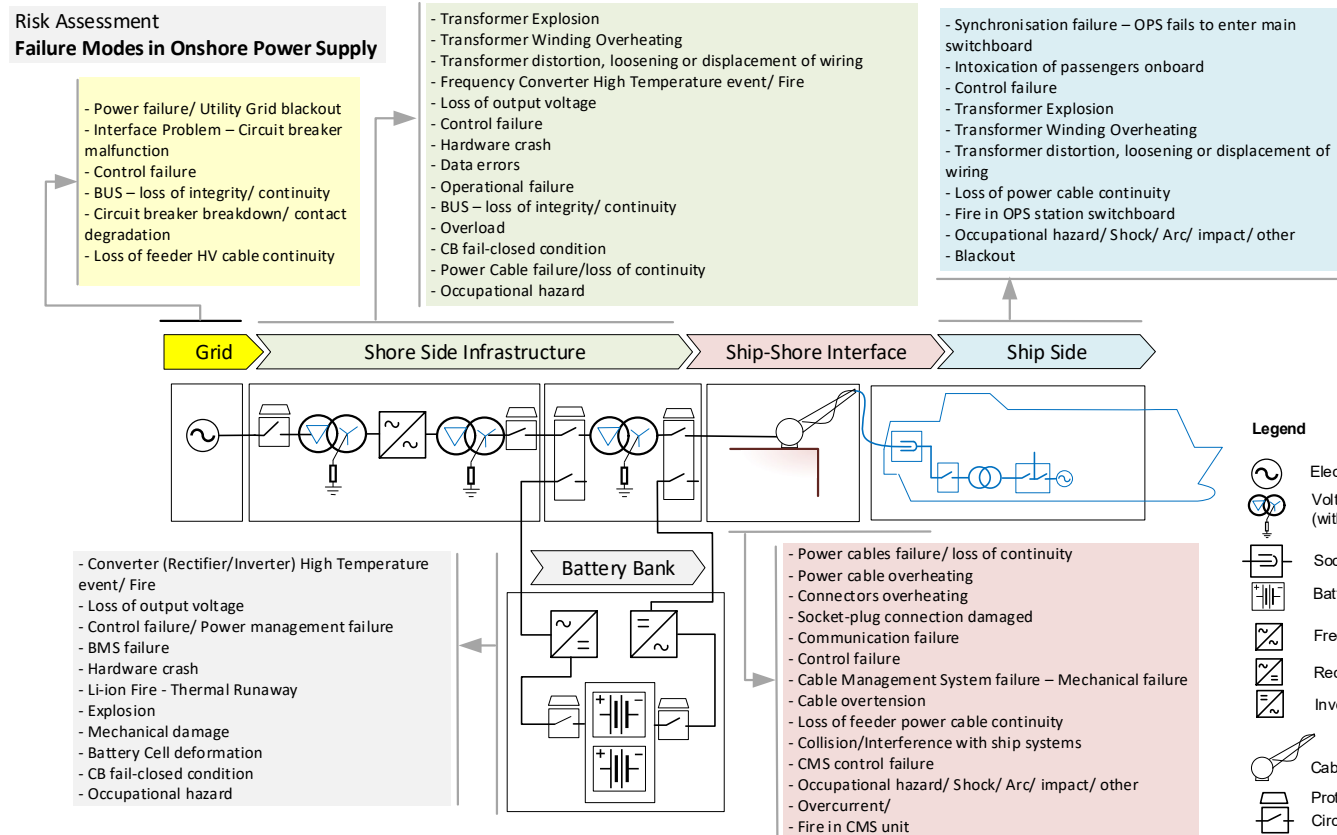 Risk Assessment
Failure Modes in Onshore Power Supply
- Power failure/ Utility Grid blackout
- Interface Problem – Circuit breaker
malfunction
- Control failure
- BUS – loss of integrity/ continuity
- Circuit breaker breakdown/ contact
degradation
- Loss of feeder HV cable continuity
- Transformer Explosion
- Transformer Winding Overheating
- Transformer distortion, loosening or displacement of wiring
- Frequency Converter High Temperature event/ Fire
- Loss of output voltage
- Control failure
- Hardware crash
- Data errors
- Operational failure
- BUS – loss of integrity/ continuity
- Overload
- CB fail-closed condition
- Power Cable failure/loss of continuity
- Occupational hazard
- Synchronisation failure – OPS fails to enter main
switchboard
- Intoxication of passengers onboard
- Control failure
- Transformer Explosion
- Transformer Winding Overheating
- Transformer distortion, loosening or displacement of
wiring
- Loss of power cable continuity
- Fire in OPS station switchboard
- Occupational hazard/ Shock/ Arc/ impact/ other
- Blackout
Grid
Shore Side Infrastructure
Ship-Shore Interface
Ship Side
Battery Bank
- Converter (Rectifier/Inverter) High Temperature
event/ Fire
- Loss of output voltage
- Control failure/ Power management failure
- BMS failure
- Hardware crash
- Li-ion Fire - Thermal Runaway
- Explosion
- Mechanical damage
- Battery Cell deformation
- CB fail-closed condition
- Occupational hazard
- Power cables failure/ loss of continuity
- Power cable overheating
- Connectors overheating
- Socket-plug connection damaged
- Communication failure
- Control failure
- Cable Management System failure – Mechanical failure
- Cable overtension
- Loss of feeder power cable continuity
- Collision/Interference with ship systems
- CMS control failure
- Occupational hazard/ Shock/ Arc/ impact/ other
- Overcurrent/
- Fire in CMS unit
Legend
Elec
(with
Soc
Bat
Fre
Rec
Inve
Cab
Circ